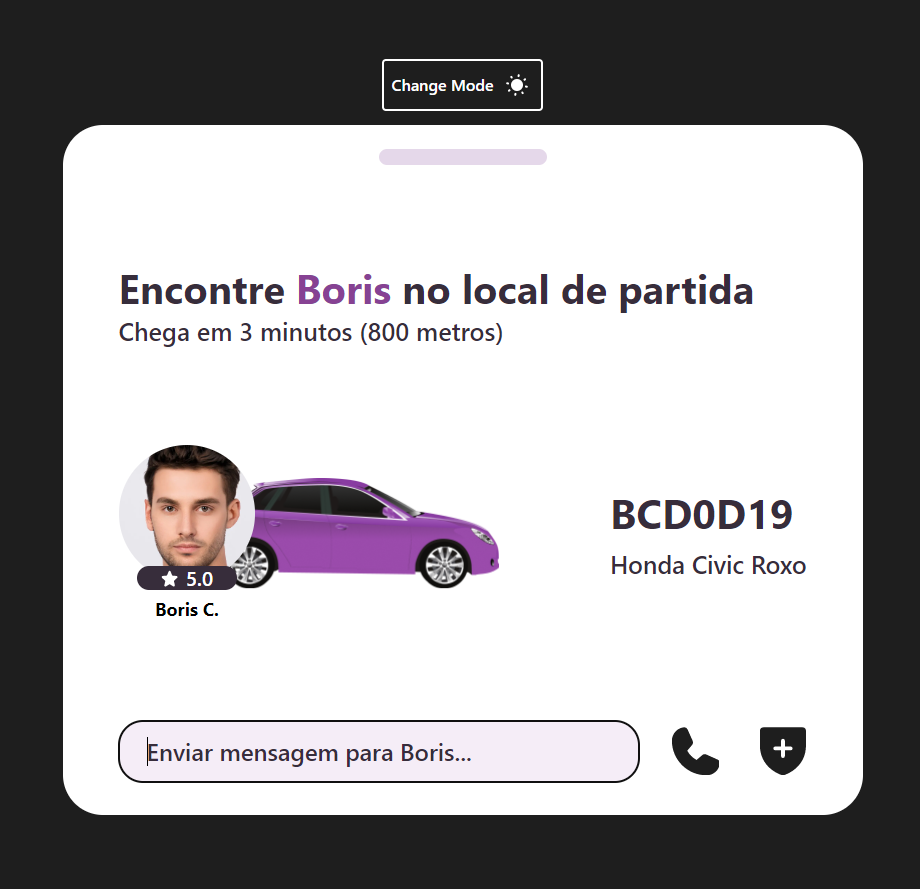 Change Mode
Encontre Boris no local de partida
Chega em 3 minutos (800 metros)
BCD0D19
Honda Civic Roxo
5.0
Boris C.
Enviar mensagem para Boris...